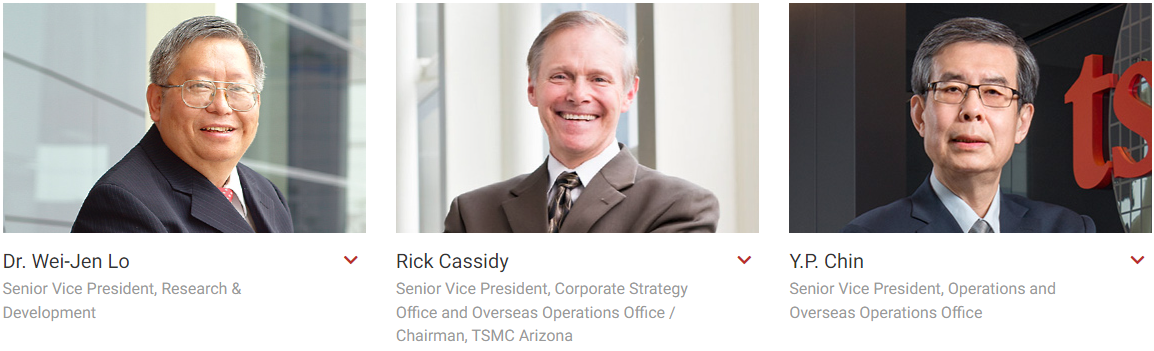 ts
Dr. Wei-Jen Lo
Senior Vice President, Research &
Development
Rick Cassidy
Senior Vice President, Corporate Strategy
Office and Overseas Operations Office /
Chairman, TSMC Arizona
Y.P. Chin
Senior Vice President, Operations and
Overseas Operations Office